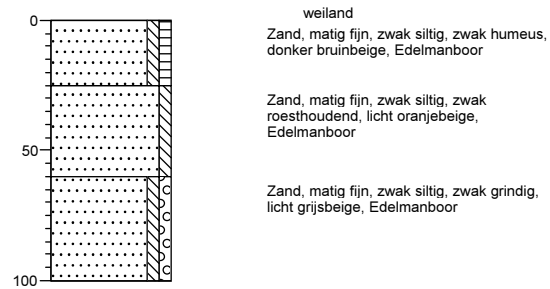 weiland
0
Zand, matig fijn, zwak siltig, zwak humeus,
donker bruinbeige, Edelmanboor
Zand, matig fijn, zwak siltig, zwak
roesthoudend, licht oranjebeige,
Edelmanboor
50
Zand, matig fijn, zwak siltig, zwak grindig,
licht grijsbeige, Edelmanboor
100